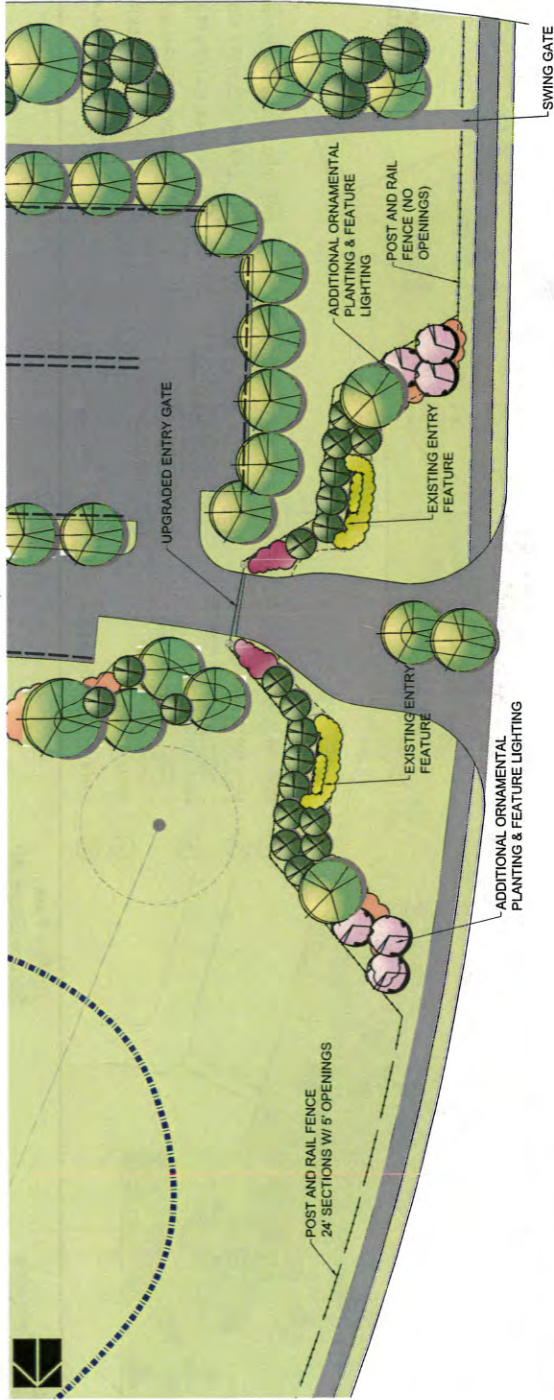 SWING GATE
ADDITIONAL ORNAMENTAL
PLANTING & FEATURE
LIGHTING
POST AND RAIL
FENCE (NO
OPENINGS)
UPGRADED ENTRY GATE
EXISTING ENTRY
FEATURE
EXISTING ENTRY
FEATURE
ADDITIONAL ORNAMENTAL
PLANTING & FEATURE LIGHTING
POST AND RAIL FENCE
24' SECTIONS W/ 5' OPENINGS